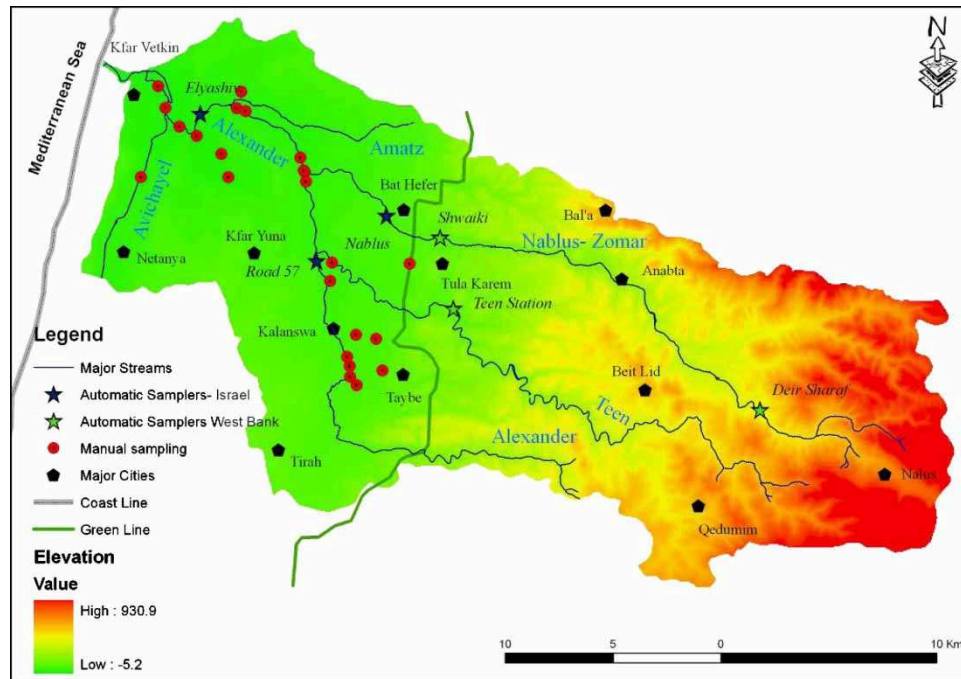 N
Kfar Vetkin
Mediterranean Sea
Elyashiv
Alexander
Amatz
Avichayel
Bat Hefer
Shwaiki
Bal'a
Nablus- Zomar
Netanya
Kfar Yuna
Road 57
Nablus
Tula Karem
Teen Station
Anabta
Kalanswa
Taybe
Beit Lid
Deir Sharaf
Teen
Alexander
Tirah
Nalus
Qedumim
Legend
Major Streams
Automatic Samplers- Israel
Automatic Samplers West Bank
Manual sampling
Major Cities
Coast Line
Green Line
Elevation
Value
High : 930.9
Low : -5.2
10 5 0 10 Km